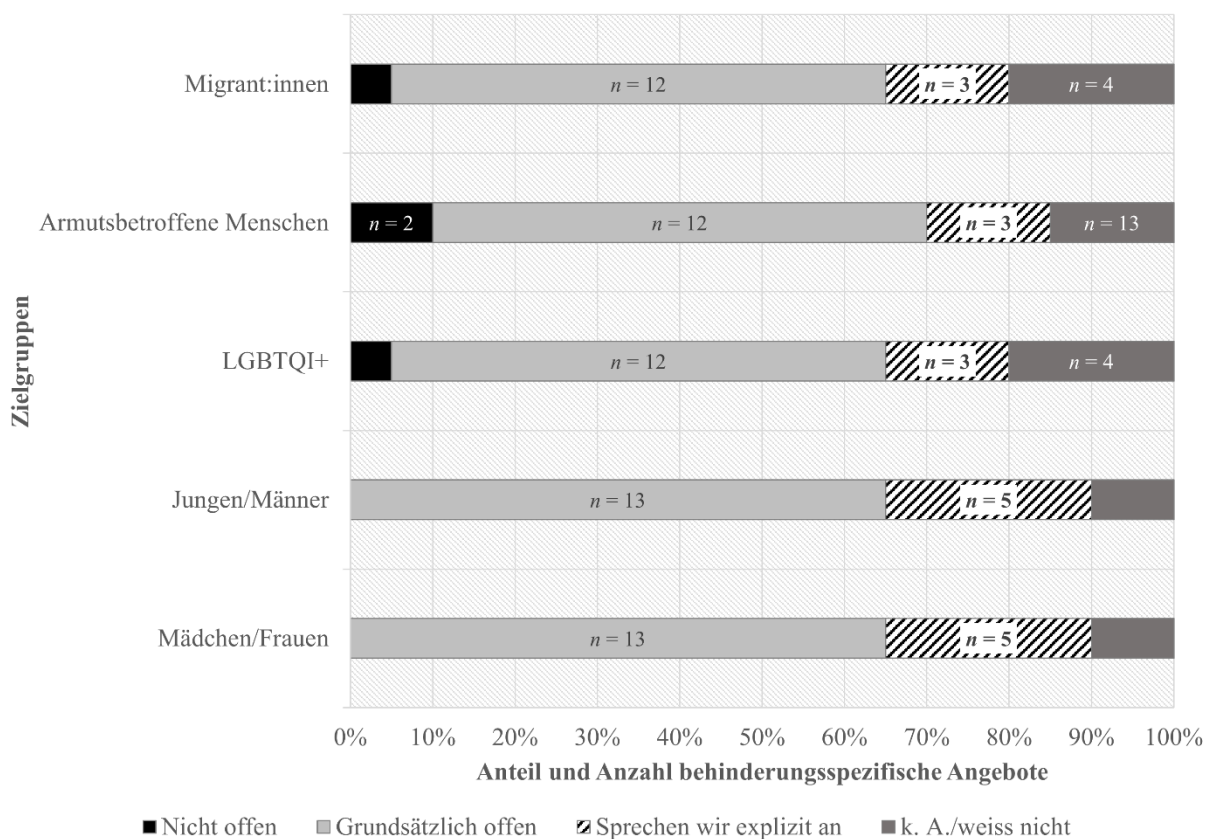 Migrant:innen
n = 12
n = 3
n = 4
Armutsbetroffene Menschen
n = 2
n = 12
n = 3
n = 13
LGBTQI+
n = 12
n = 3
n = 4
Jungen/Männer
n = 13
n = 5
Mädchen/Frauen
n = 13
n = 5
Zielgruppen
0% 10% 20% 30% 40% 50% 60% 70% 80% 90% 100%
Anteil und Anzahl behinderungsspezifische Angebote
Nicht offen Grundsätzlich offen Sprechen wir explizit an k. A./weiss nicht